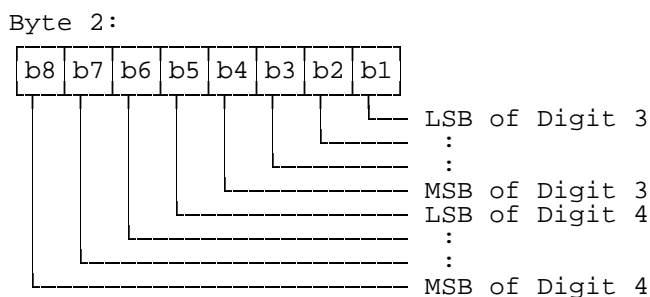 Byte 2:
b8 b7 b6 b5 b4 b3 b2 b1
LSB of Digit 3
:
:
MSB of Digit 3
LSB of Digit 4
:
:
MSB of Digit 4